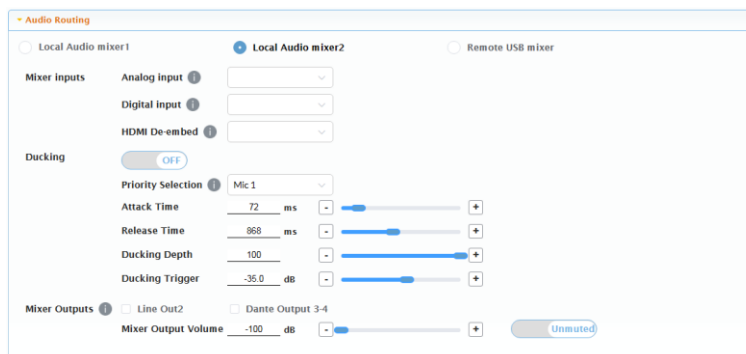 Audio Routing
Local Audio mixer1 Local Audio mixer2 Remote USB mixer
Mixer inputs Analog input i
Digital input i
HDMI De-embed i
Ducking OFF
Priority Selection i Mic 1
Attack Time 72 ms - +
Release Time 868 ms - +
Ducking Depth 100 - +
Ducking Trigger -35.0 dB - +
Mixer Outputs i Line Out2 Dante Output 3-4
Mixer Output Volume -100 dB - + Unmuted